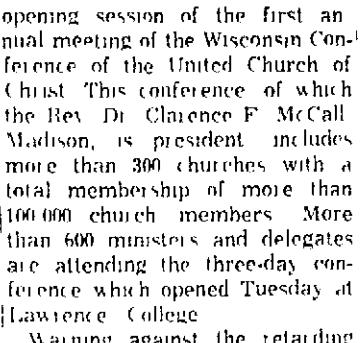 opening session of the first an
nual meeting of the Wisconsin Con-
ference of the United Church of
Christ This conference of which
the Rev Dr Clarence F McCall
Madison, is president includes
more than 300 churches with a
total membership of more than
100 000 church members More
than 600 ministers and delegates
are attending the three-day con-
ference which opened Tuesday at
Lawrence College
Warning against the retarding